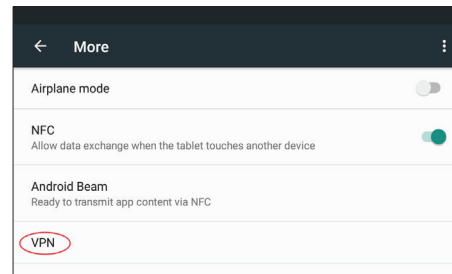 More
Airplane mode
NFC
Allow data exchange when the tablet touches another device
Android Beam
Ready to transmit app content via NFC
VPN